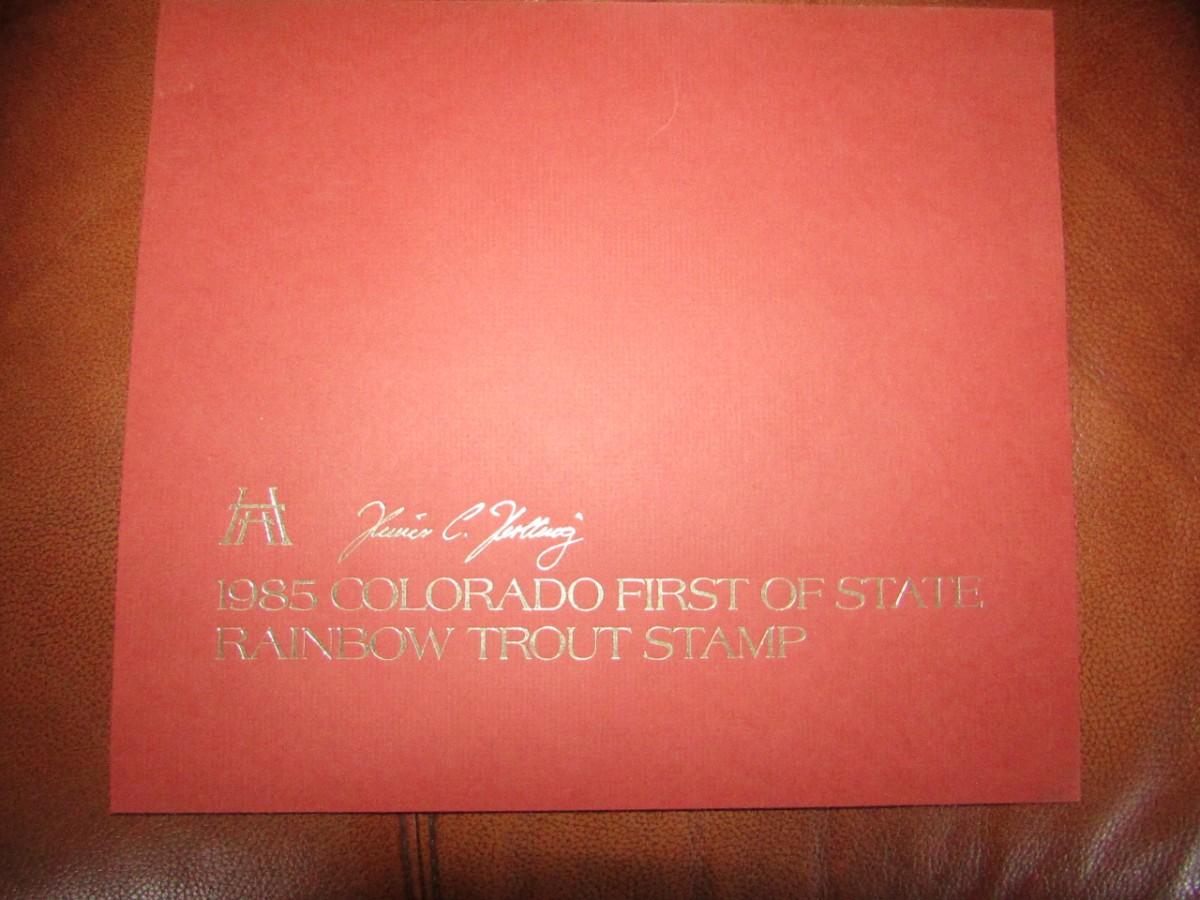 C.
1985 COLORADO FIRST OF STATE
RAINBOW TROUT STAMP